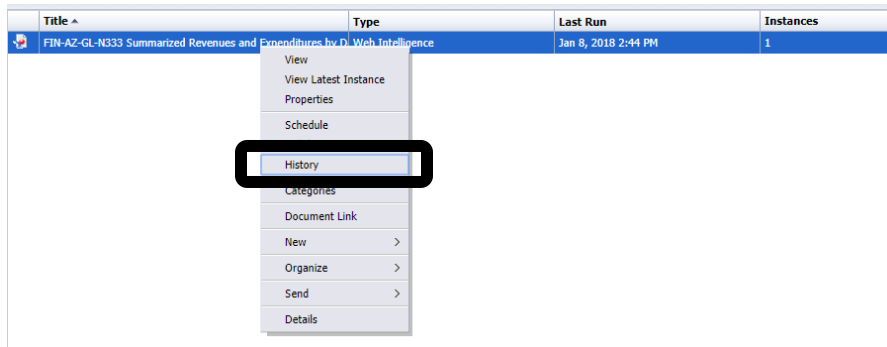 Title Type Last Run Instances
FIN-AZ-GL-N333 Summarized Revenues and Expenditures by D Web Intelligence Jan 8, 2018 2:44 PM 1
View
View Latest Instance
Properties
Schedule
History
Categories
Document Link
New
Organize
Send
Details